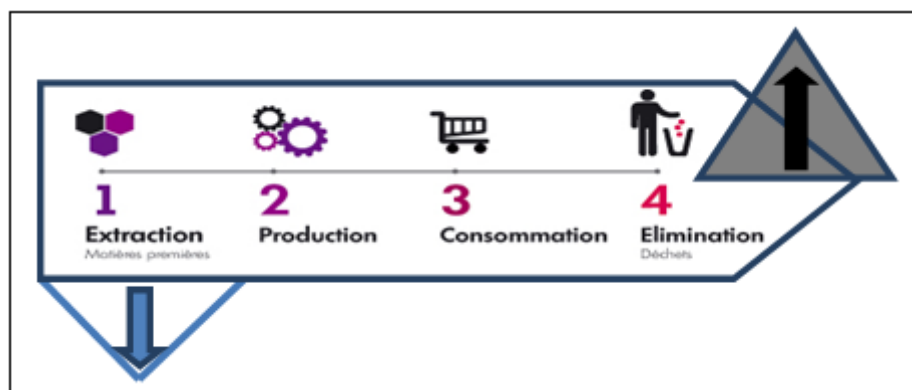 1
Extraction
Matières premières
2
Production
3
Consommation
4
Elimination
Déchets